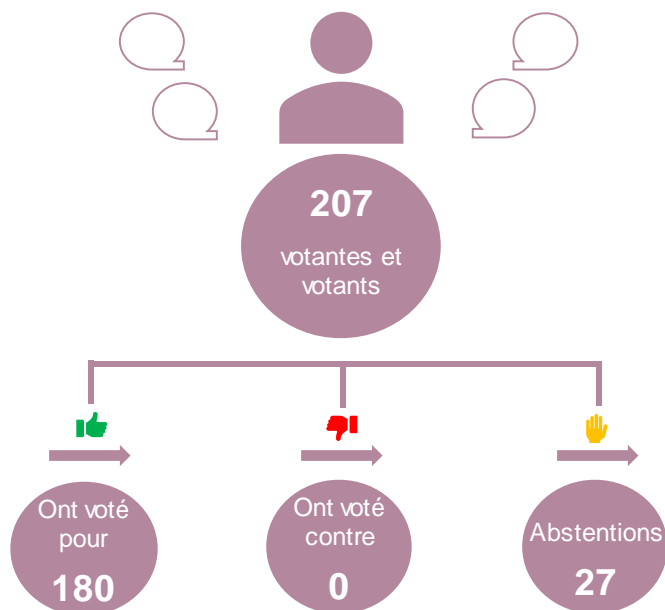 207
votantes et
votants
Ont voté
pour
180
Ont voté
contre
0
Abstentions
27